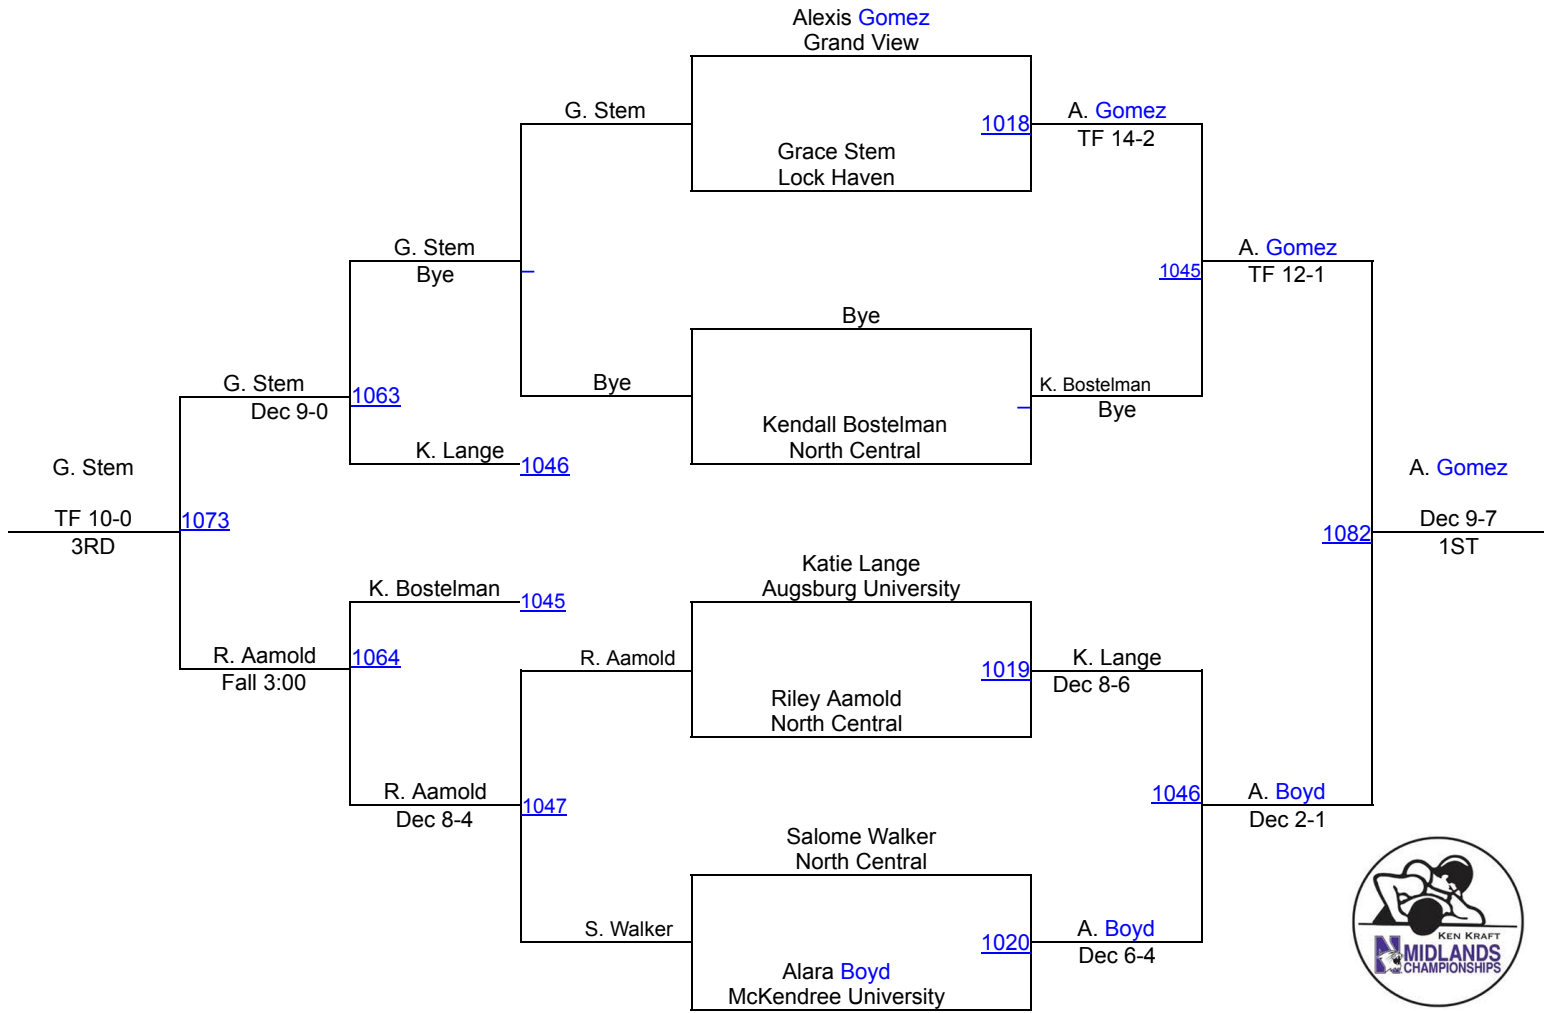 Alexis Gomez
Grand View
G. Stem
A. Gomez
1018
TF 14-2
Grace Stem
Lock Haven
G. Stem
Bye
A. Gomez
1045
TF 12-1
Bye
G. Stem
1063
Dec 9-0
Bye
K. Bostelman
Bye
Kendall Bostelman
North Central
K. Lange
1046
G. Stem
TF 10-0
3RD
1073
A. Gomez
1082
Dec 9-7
1ST
Katie Lange
Augsburg University
K. Bostelman
1045
R. Aamold
1064
Fall 3:00
R. Aamold
1019
K. Lange
Dec 8-6
Riley Aamold
North Central
R. Aamold
1047
Dec 8-4
1046
A. Boyd
Dec 2-1
Salome Walker
North Central
S. Walker
1020
A. Boyd
Dec 6-4
Alara Boyd
McKendree University
KEN KRAFT
N MIDLANDS
CHAMPIONSHIPS